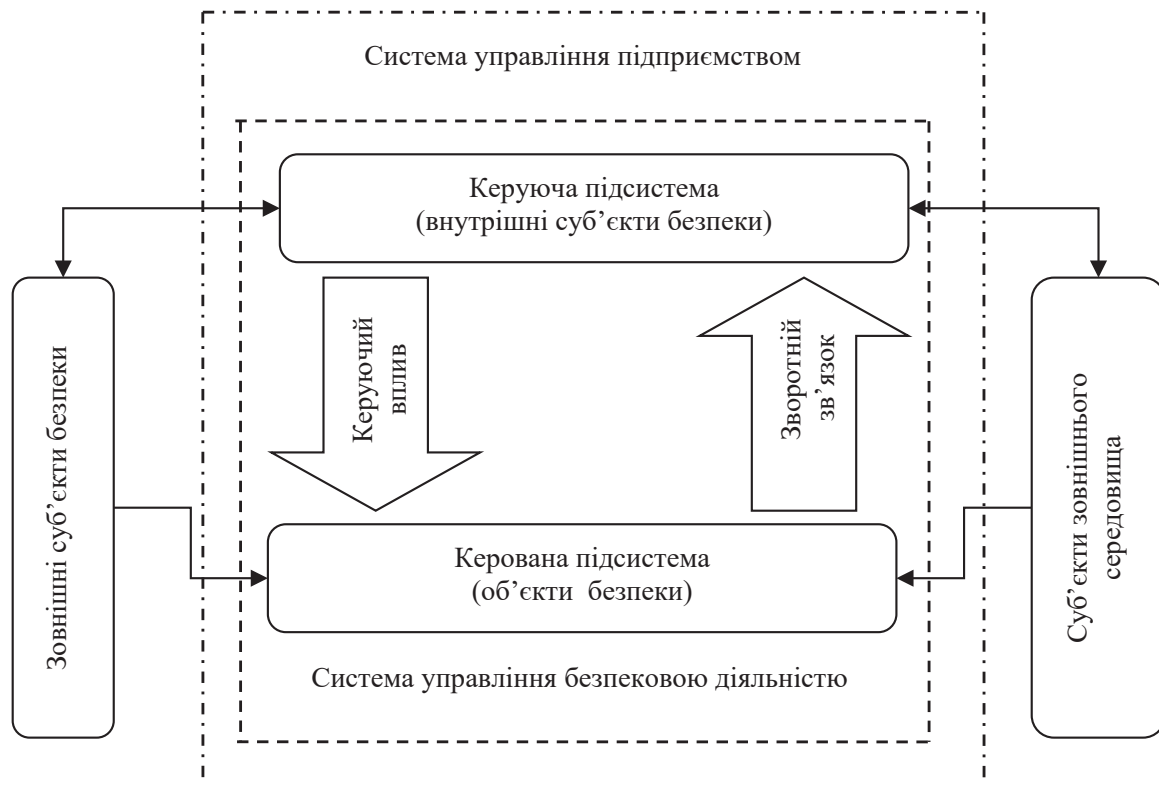 Система управління підприємством
Керуюча підсистема
(внутрішні суб’єкти безпеки)
Зовнішні суб’єкти безпеки
Керуючий
вплив
Зворотній
зв’язок
Суб’єкти зовнішнього
середовища
Керована підсистема
(об’єкти безпеки)
Система управління безпековою діяльністю